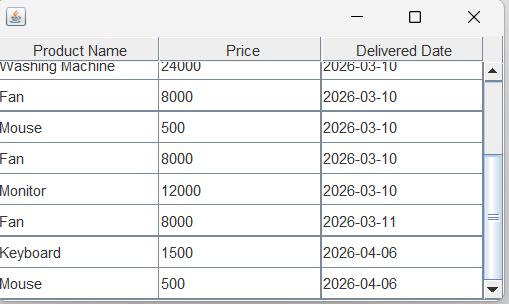 Product Name Price Delivered Date
Washing Machine 24000 2026-03-10
Fan 8000 2026-03-10
Mouse 500 2026-03-10
Fan 8000 2026-03-10
Monitor 12000 2026-03-10
Fan 8000 2026-03-11
Keyboard 1500 2026-04-06
Mouse 500 2026-04-06